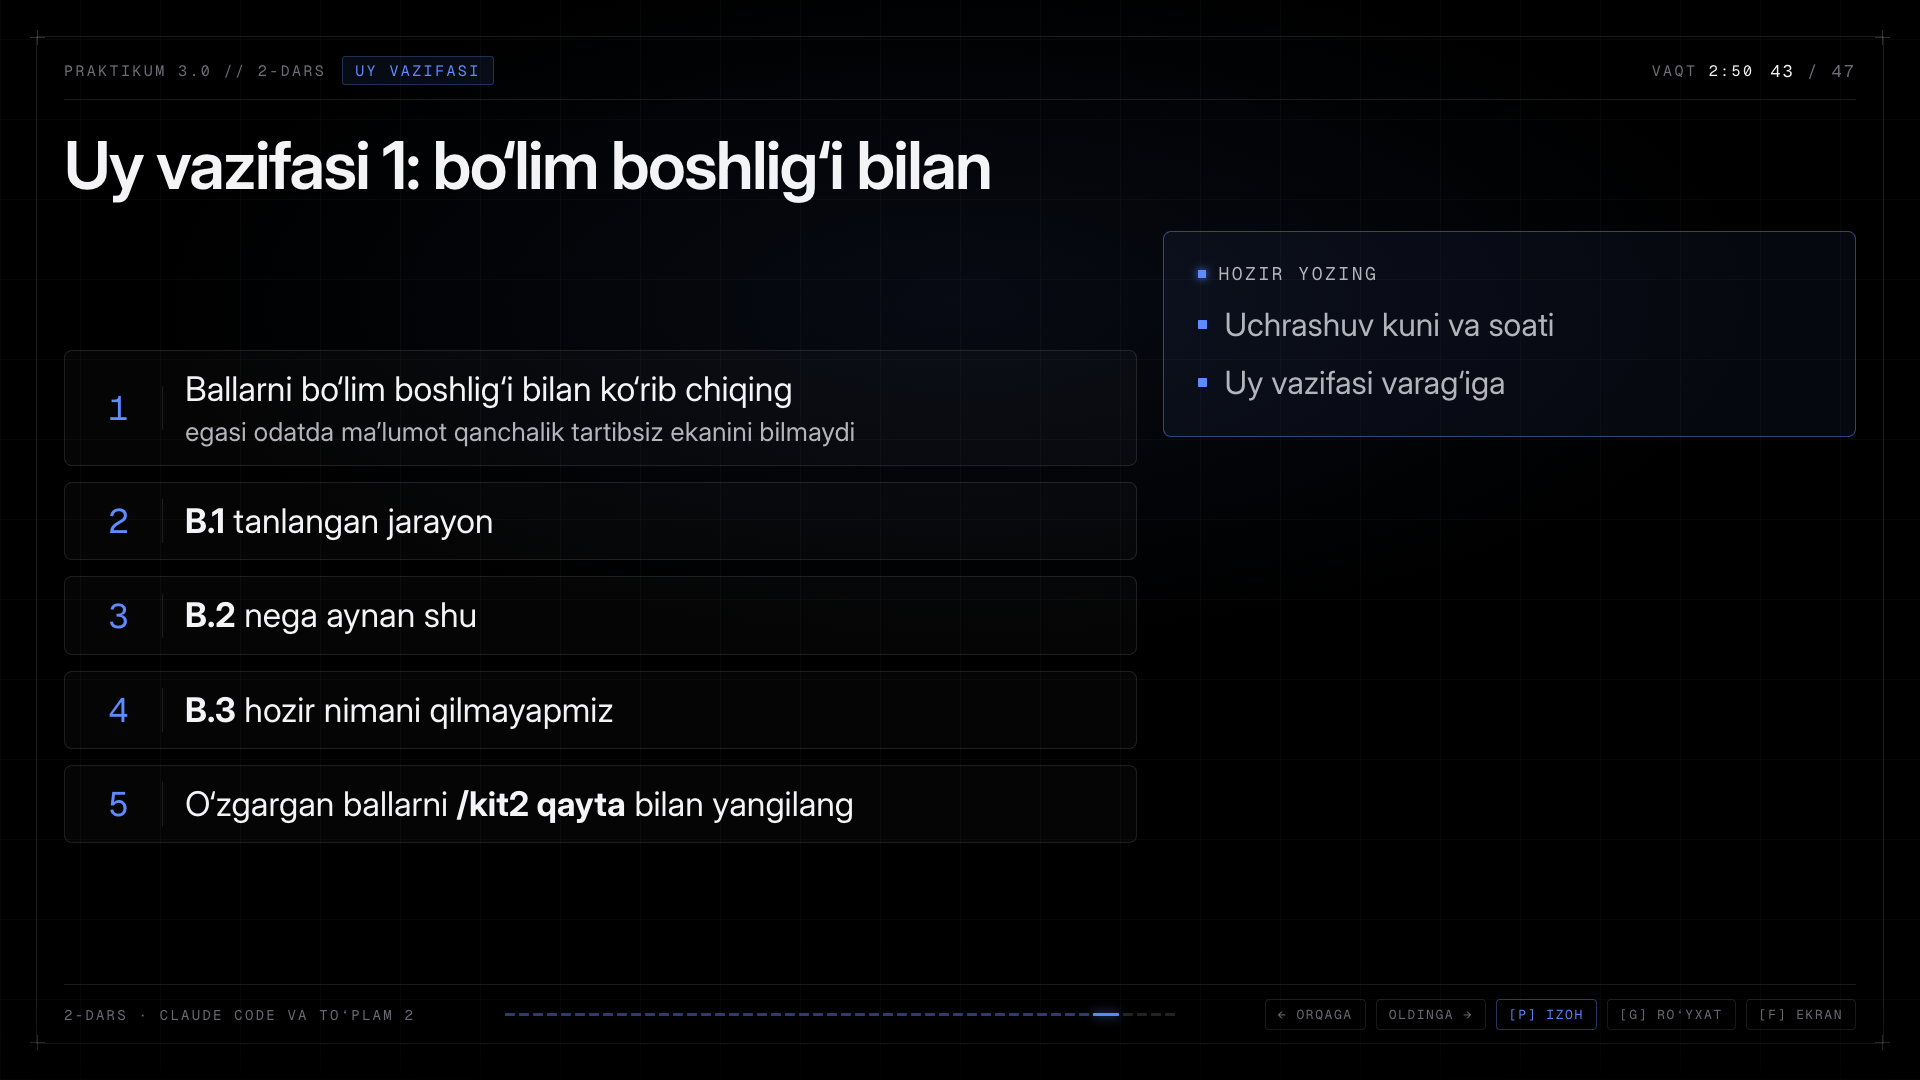 PRAKTIKUM 3.0 // 2-DARS
UY VAZIFASI
VAQT 2:50 43 / 47
Uy vazifasi 1: bo‘lim boshlig‘i bilan
1
Ballarni bo‘lim boshlig‘i bilan ko‘rib chiqing
egasi odatda ma’lumot qanchalik tartibsiz ekanini bilmaydi
2
B.1 tanlangan jarayon
3
B.2 nega aynan shu
4
B.3 hozir nimani qilmayapmiz
5
O‘zgargan ballarni /kit2 qayta bilan yangilang
HOZIR YOZING
Uchrashuv kuni va soati
Uy vazifasi varag‘iga
2-DARS · CLAUDE CODE VA TO‘PLAM 2
← ORQAGA
OLDINGA →
[P] IZOH
[G] RO‘YXAT
[F] EKRAN